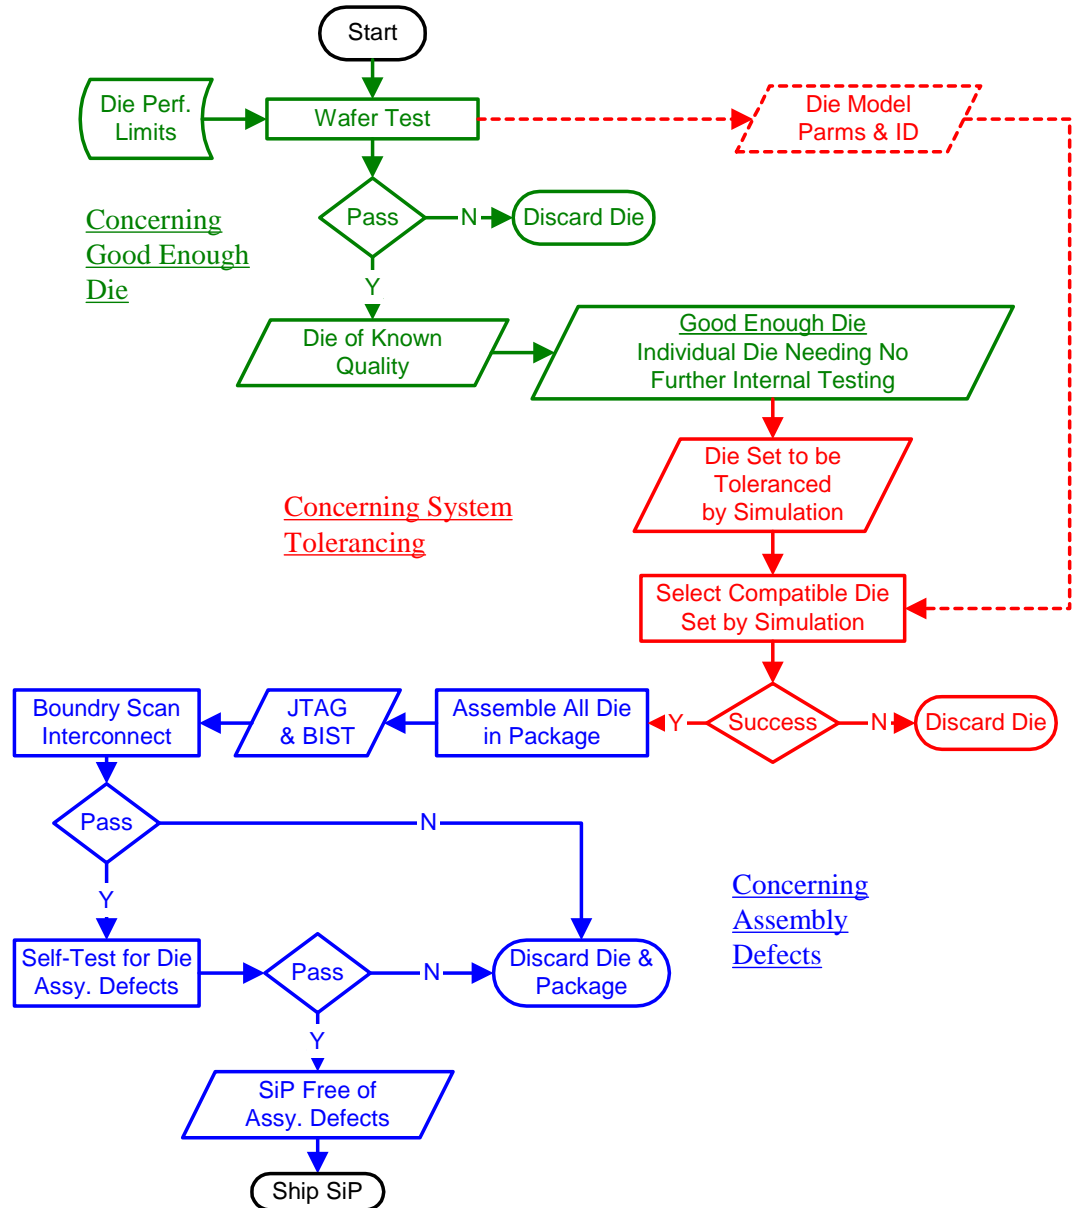 Start
Die Perf.
Limits
Wafer Test
Die Model
Parms & ID
Pass
N
Discard Die
Concerning
Good Enough
Die
Y
Die of Known
Quality
Good Enough Die
Individual Die Needing No
Further Internal Testing
Die Set to be
Toleranced
by Simulation
Concerning System
Tolerancing
Select Compatible Die
Set by Simulation
Boundry Scan
Interconnect
JTAG
& BIST
Assemble All Die
in Package
Y
Success
N
Discard Die
Pass
N
Y
Concerning
Assembly
Defects
Self-Test for Die
Assy. Defects
Pass
N
Discard Die &
Package
Y
SiP Free of
Assy. Defects
Ship SiP